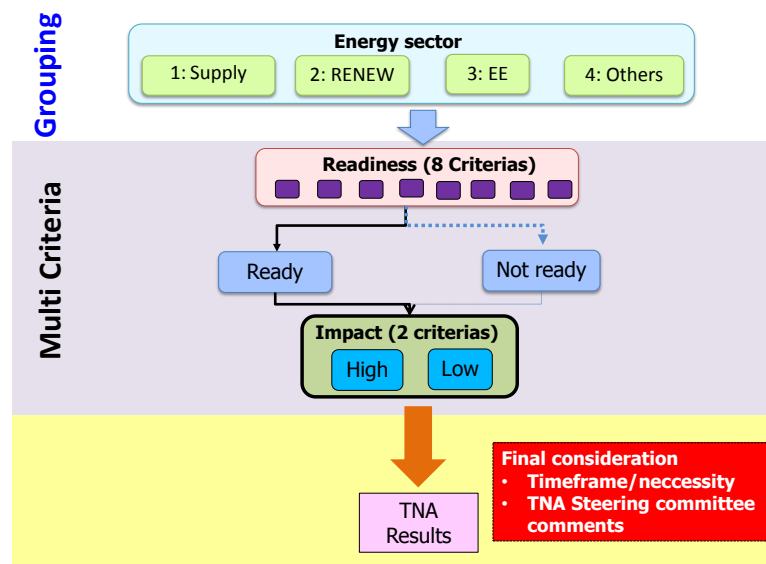 Grouping
Energy sector
1: Supply
2: RENEW
3: EE
4: Others
Multi Criteria
Readiness (8 Criterias)
Ready
Not ready
Impact (2 criterias)
High
Low
Final consideration
• Timeframe/neccessity
• TNA Steering committee
comments
TNA
Results